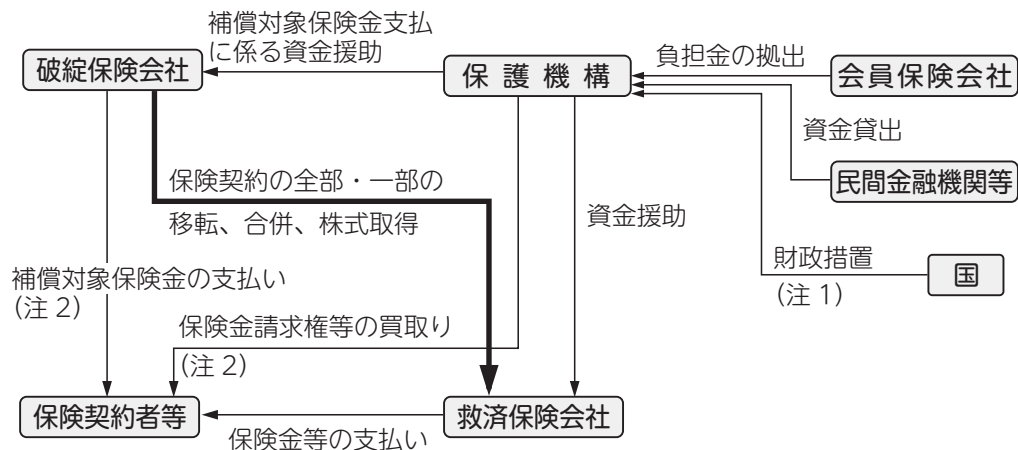 補償対象保険金支払
に係る資金援助
破綻保険会社
保護機構
負担金の拠出
会員保険会社
資金貸出
民間金融機関等
保険契約の全部・一部の
移転、合併、株式取得
資金援助
財政措置
(注1)
国
補償対象保険金の支払い
(注2)
保険金請求権等の買取り
(注2)
保険契約者等
救済保険会社
保険金等の支払い